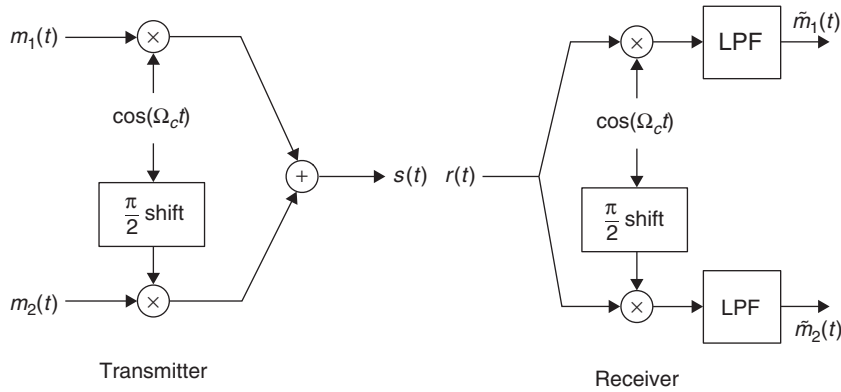 m₁(t)
×
cos(Ω_c t)
π/2 shift
m₂(t)
×
+
s(t)
Transmitter
r(t)
×
LPF
m̃₁(t)
cos(Ω_c t)
π/2 shift
×
LPF
m̃₂(t)
Receiver